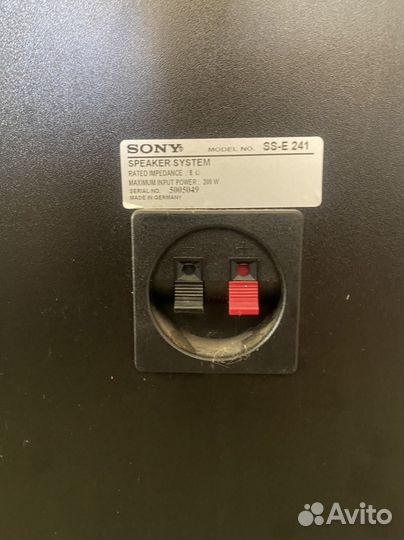 SONY® MODEL NO. SS-E 241
SPEAKER SYSTEM
RATED IMPEDANCE : 8 Ω
MAXIMUM INPUT POWER : 200 W
SERIAL NO. 5005049
MADE IN GERMANY
Avito